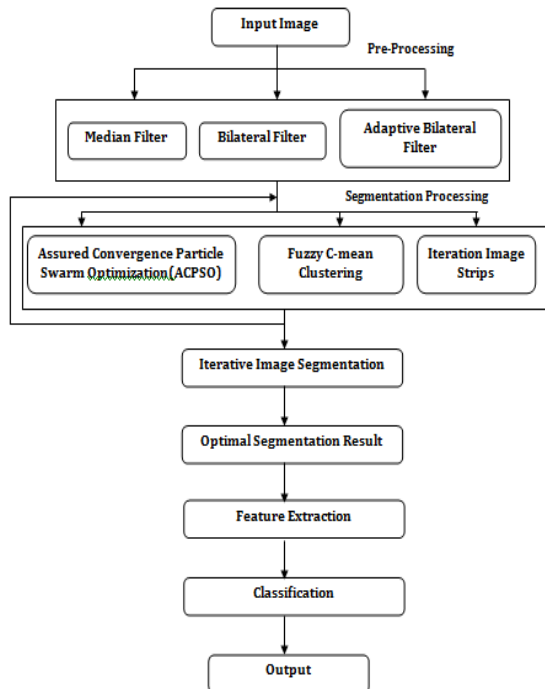 Input Image
Pre-Processing
Median Filter
Bilateral Filter
Adaptive Bilateral
Filter
Segmentation Processing
Assured Convergence Particle
Swarm Optimization(ACPSO)
Fuzzy C-mean
Clustering
Iteration Image
Strips
Iterative Image Segmentation
Optimal Segmentation Result
Feature Extraction
Classification
Output